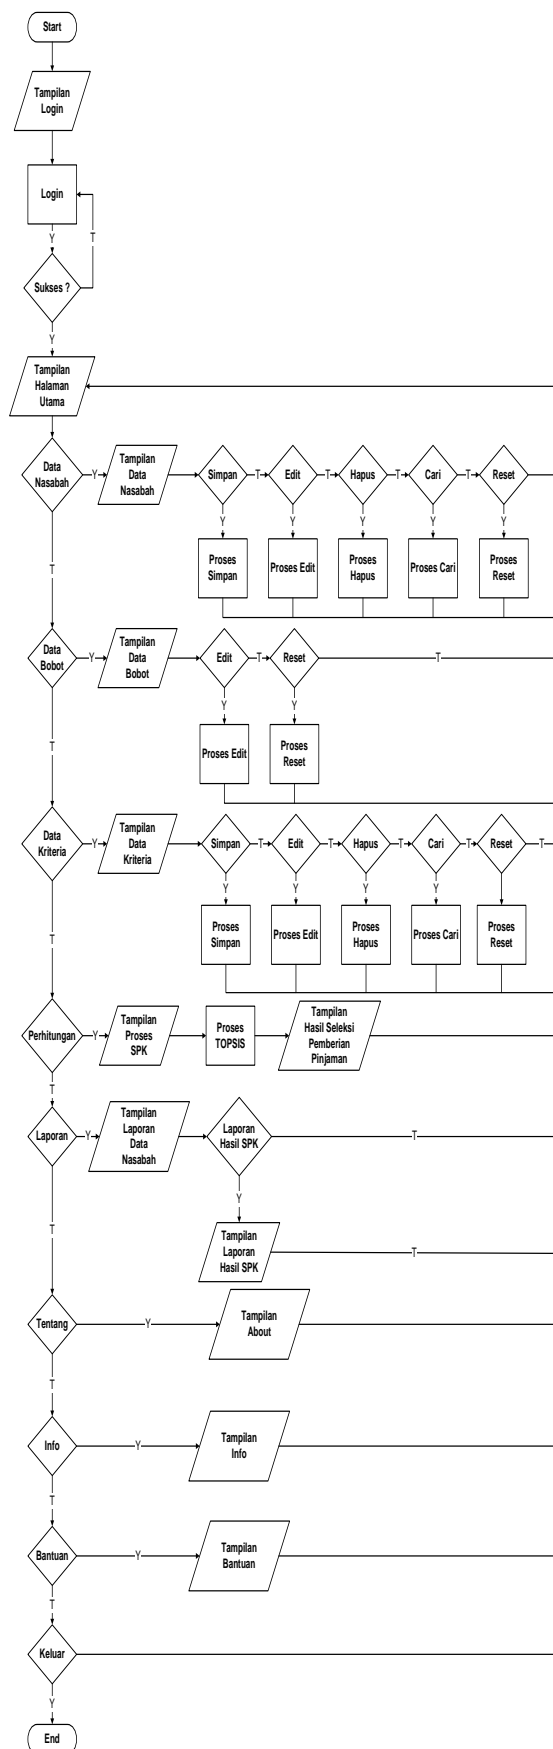 Start
Tampilan
Login
Login
Y
T
Sukses ?
Y
Tampilan
Halaman
Utama
Data
Nasabah
Y
Tampilan
Data
Nasabah
Simpan
T
Edit
T
Hapus
T
Cari
T
Reset
Y
Y
Y
Y
Y
Proses
Simpan
Proses Edit
Proses
Hapus
Proses Cari
Proses
Reset
T
Data
Bobot
Y
Tampilan
Data
Bobot
Edit
T
Reset
T
Y
Y
Proses Edit
Proses
Reset
T
Data
Kriteria
Y
Tampilan
Data
Kriteria
Simpan
T
Edit
T
Hapus
T
Cari
T
Reset
T
Y
Y
Y
Y
Proses
Simpan
Proses Edit
Proses
Hapus
Proses Cari
Proses
Reset
T
Perhitungan
Y
Tampilan
Proses
SPK
Proses
TOPSIS
Tampilan
Hasil Seleksi
Pemberian
Pinjaman
T
Laporan
Y
Tampilan
Laporan
Data
Nasabah
Laporan
Hasil SPK
T
Y
Tampilan
Laporan
Hasil SPK
T
T
Tentang
Y
Tampilan
About
T
Info
Y
Tampilan
Info
T
Bantuan
Y
Tampilan
Bantuan
T
Keluar
Y
End